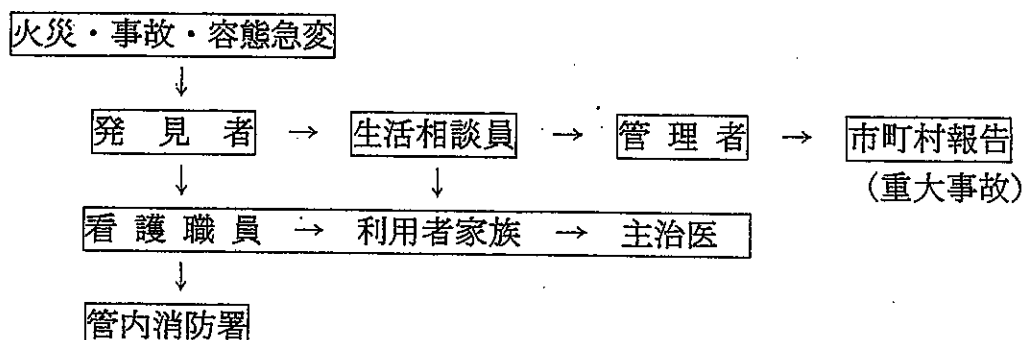 火災・事故・容態急変
↓
発見者 → 生活相談員 → 管理者 → 市町村報告
↓ ↓ （重大事故）
看護職員 → 利用者家族 → 主治医
↓
管内消防署